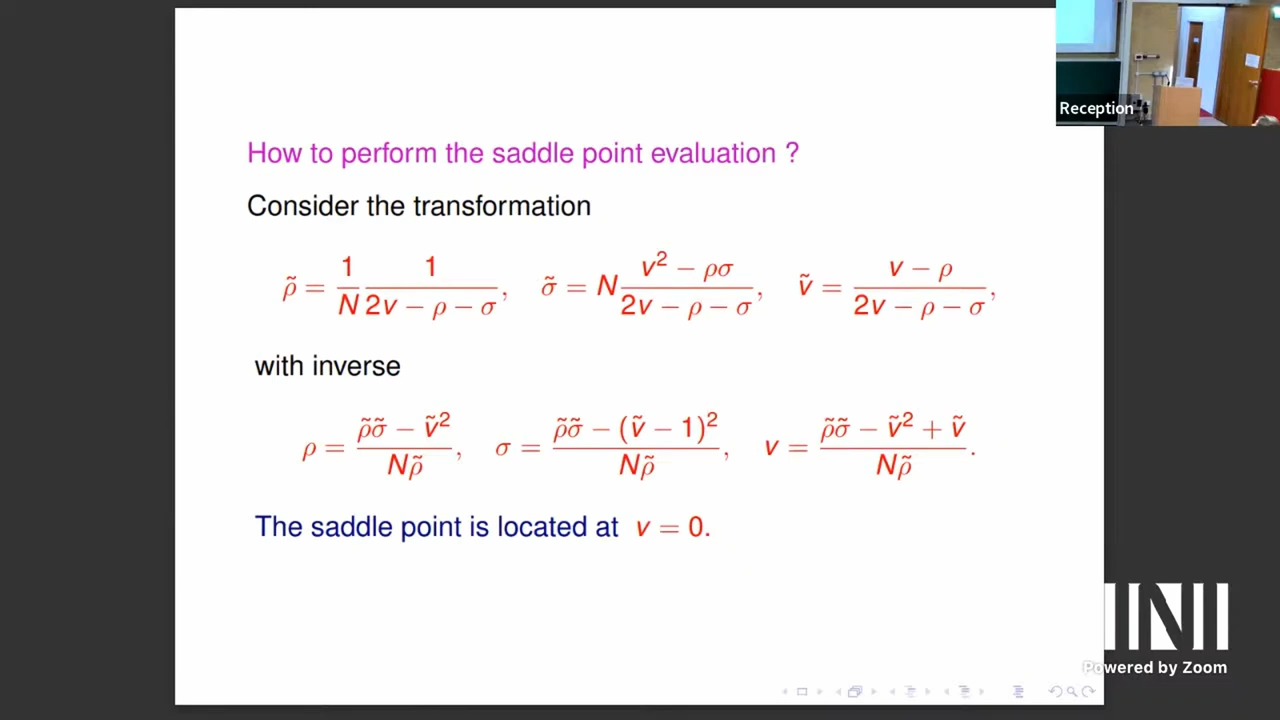 How to perform the saddle point evaluation ?
Consider the transformation
ρ̃ = 1/N 1/(2v − ρ − σ), σ̃ = N (v² − ρσ)/(2v − ρ − σ), ṽ = (v − ρ)/(2v − ρ − σ),
with inverse
ρ = (ρ̃σ̃ − ṽ²)/(Nρ̃), σ = (ρ̃σ̃ − (ṽ − 1)²)/(Nρ̃), v = (ρ̃σ̃ − ṽ² + ṽ)/(Nρ̃).
The saddle point is located at v = 0.
Reception
INI
Powered by Zoom